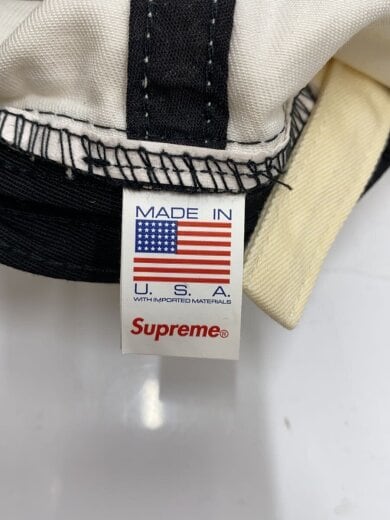 MADE IN
U. S. A.
WITH IMPORTED MATERIALS
Supreme®